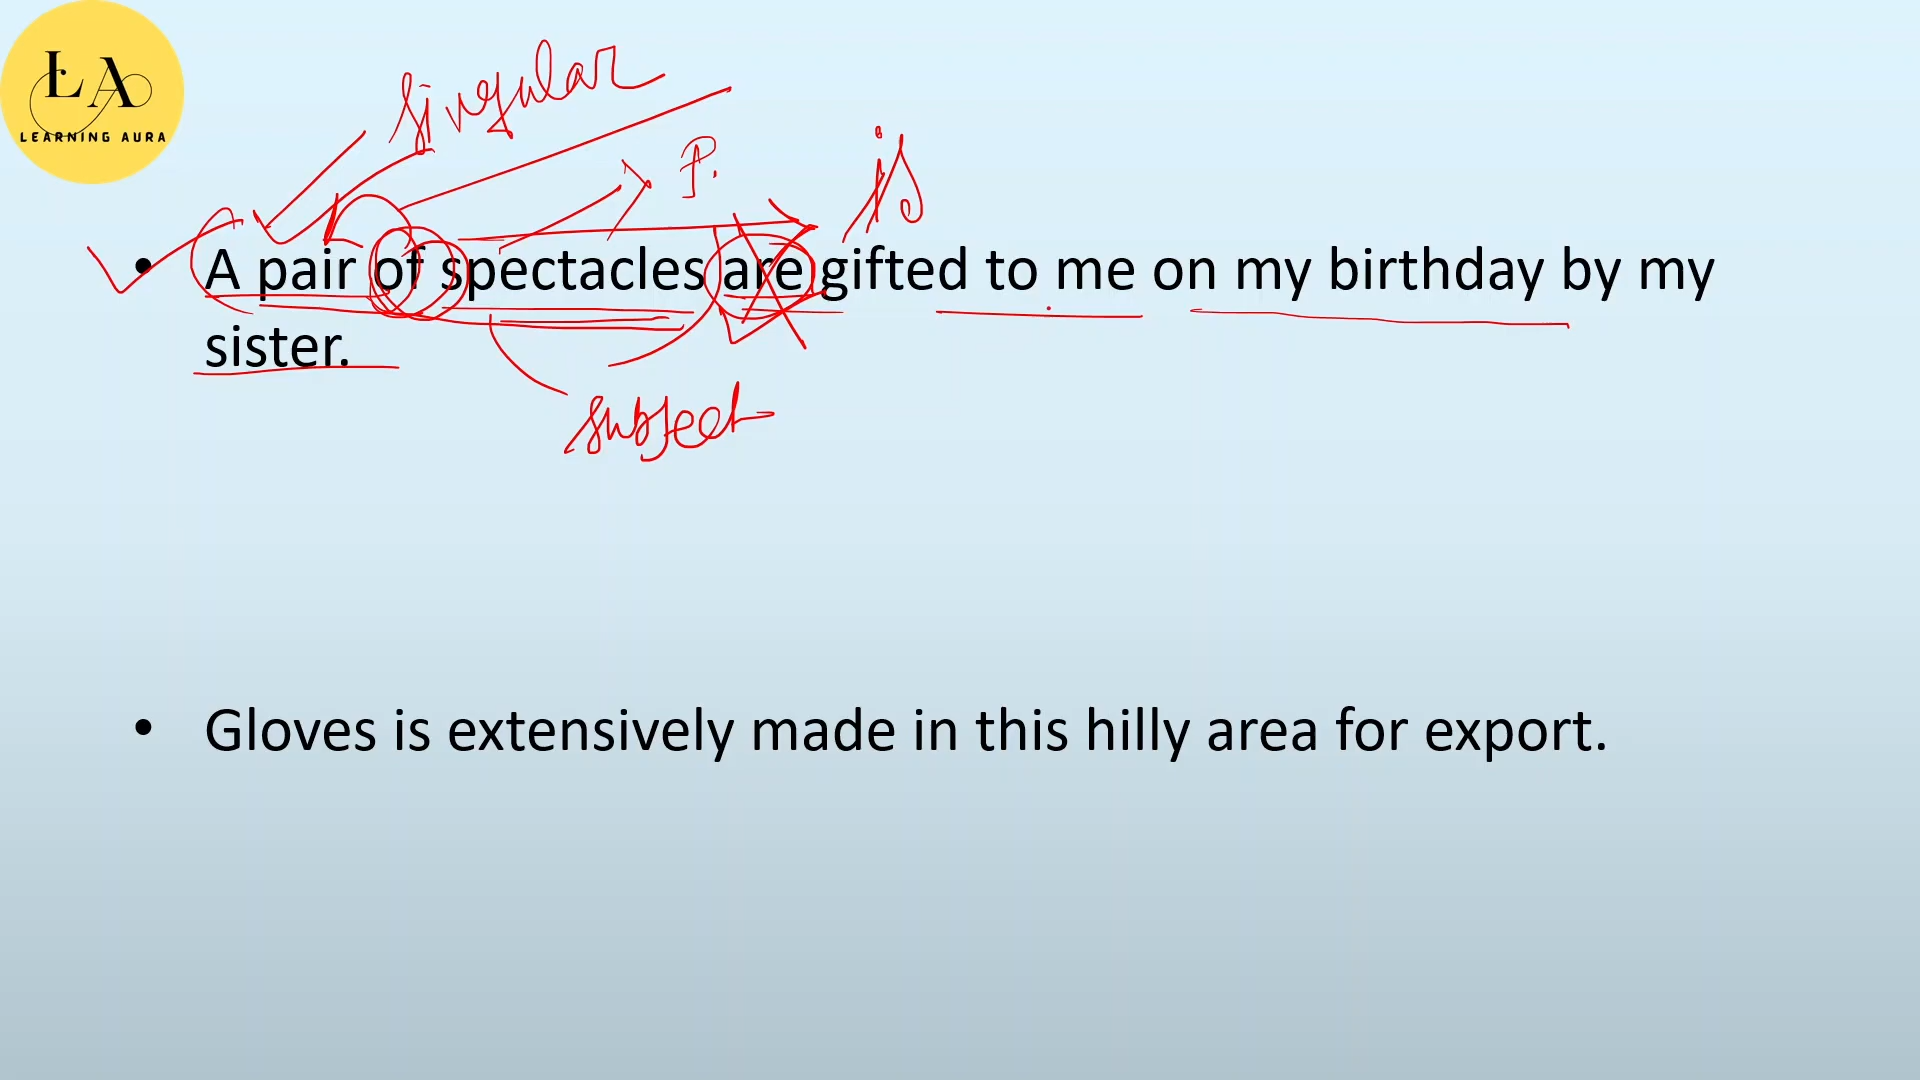 LA
LEARNING AURA
Singular
P.
is
• A pair of spectacles are gifted to me on my birthday by my
sister.
subject
• Gloves is extensively made in this hilly area for export.